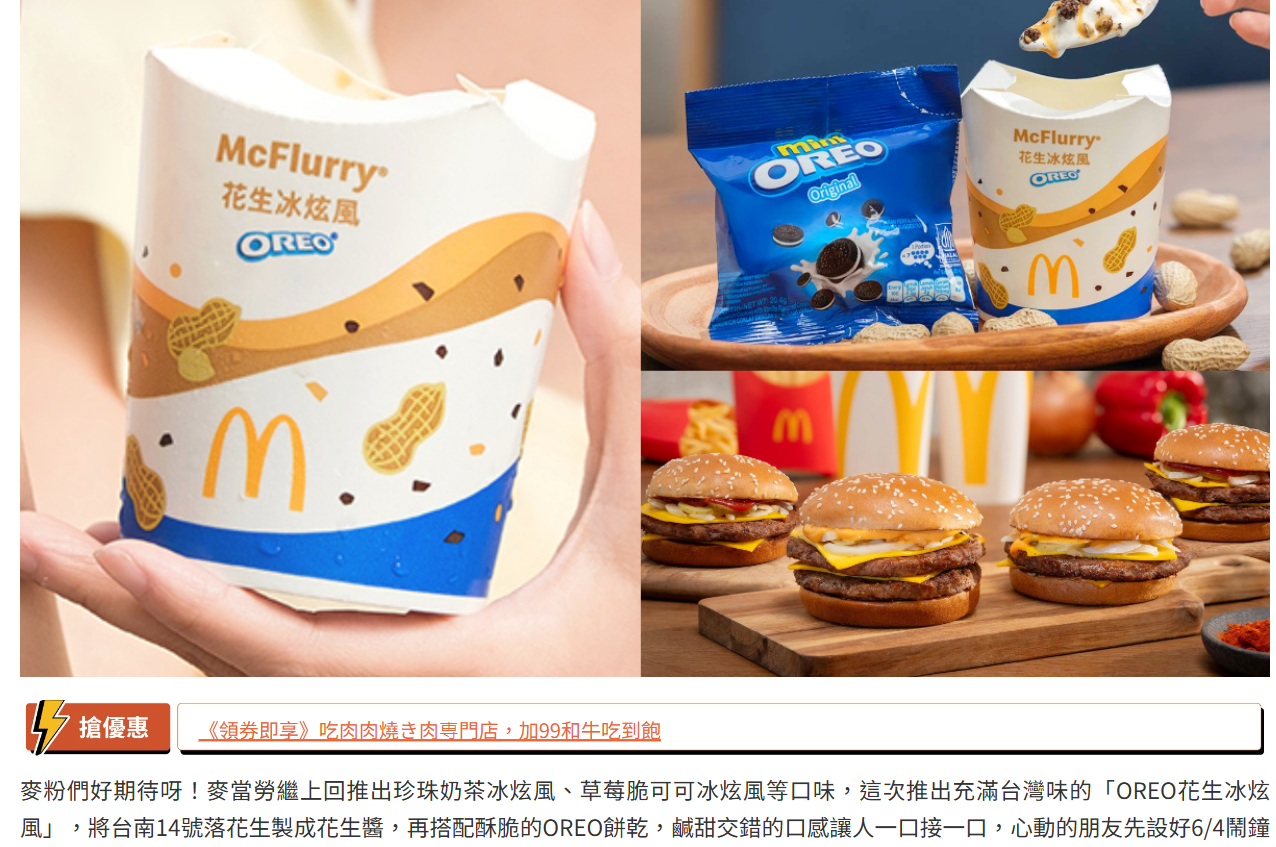 McFlurry®
花生冰炫風
OREO
mini
OREO
Original
McFlurry®
花生冰炫風
OREO
搶優惠
《領券即享》吃肉肉燒き肉専門店，加99和牛吃到飽
麥粉們好期待呀！麥當勞繼上回推出珍珠奶茶冰炫風、草莓脆可可冰炫風等口味，這次推出充滿台灣味的「OREO花生冰炫
風」，將台南14號落花生製成花生醬，再搭配酥脆的OREO餅乾，鹹甜交錯的口感讓人一口接一口，心動的朋友先設好6/4鬧鐘